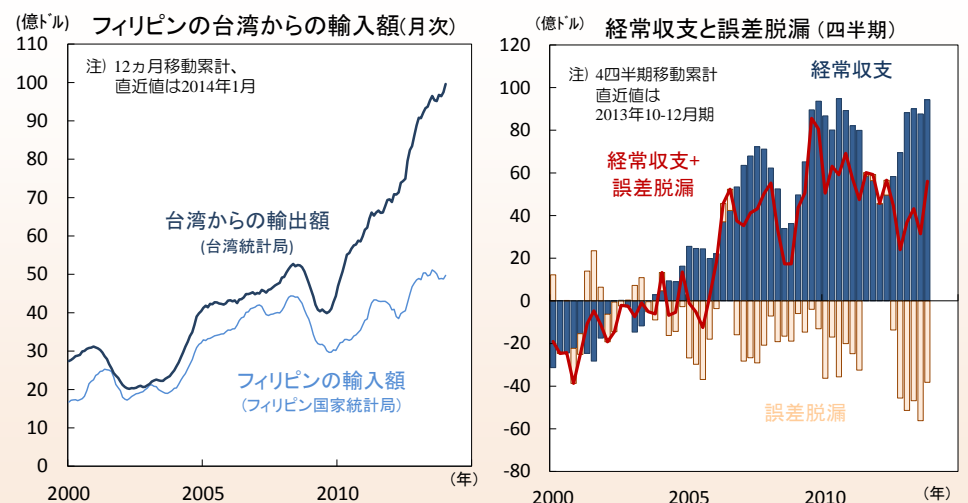 (億ドル)
フィリピンの台湾からの輸入額(月次)
110
100
90
80
70
60
50
40
30
20
10
0
注) 12ヵ月移動累計、
直近値は2014年1月
台湾からの輸出額
(台湾統計局)
フィリピンの輸入額
(フィリピン国家統計局)
2000
2005
2010
(年)
(億ドル)
経常収支と誤差脱漏 (四半期)
120
100
80
60
40
20
0
-20
-40
-60
-80
注) 4四半期移動累計
直近値は
2013年10-12月期
経常収支
経常収支+
誤差脱漏
誤差脱漏
2000
2005
2010
(年)